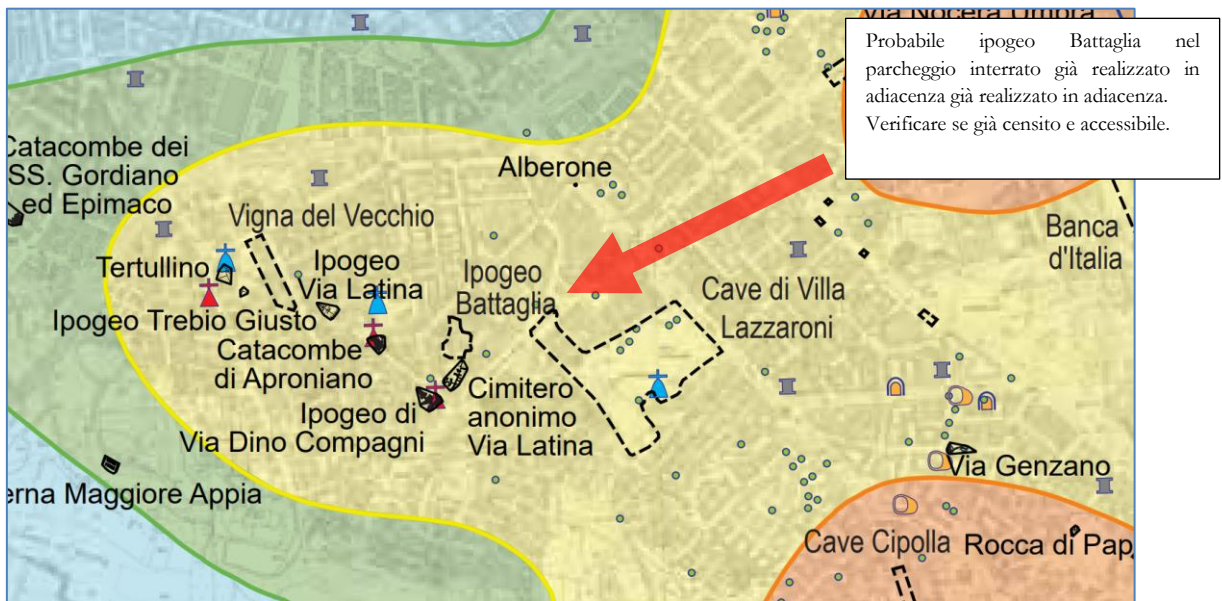 Via Nocera Umbra
Probabile ipogeo Battaglia nel
parcheggio interrato già realizzato in
adiacenza già realizzato in adiacenza.
Verificare se già censito e accessibile.
Catacombe dei
SS. Gordiano
ed Epimaco
Alberone
Vigna del Vecchio
Banca
d'Italia
Tertullino
Ipogeo
Via Latina
Ipogeo
Battaglia
Cave di Villa
Lazzaroni
Ipogeo Trebio Giusto
Catacombe
di Aproniano
Cimitero
anonimo
Via Latina
Ipogeo di
Via Dino Compagni
Via Genzano
erna Maggiore Appia
Cave Cipolla
Rocca di Pap